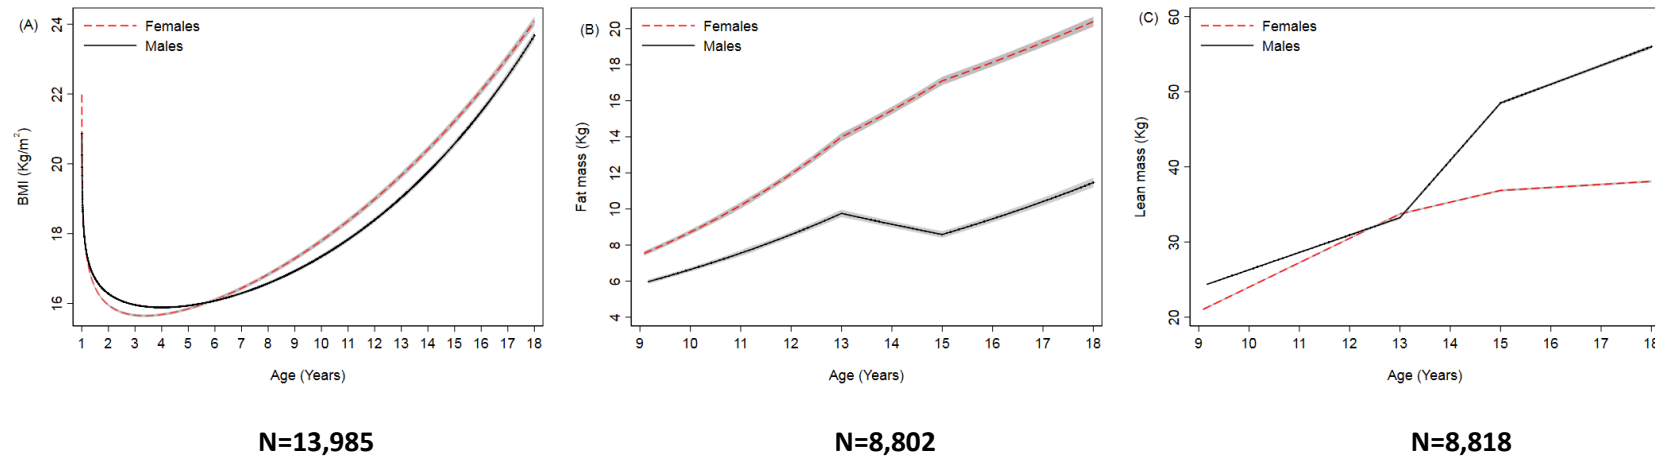 (A)
Females
Males
BMI (Kg/m²)
16 18 20 22 24
1 2 3 4 5 6 7 8 9 10 11 12 13 14 15 16 17 18
Age (Years)
(B)
Females
Males
Fat mass (Kg)
4 6 8 10 12 14 16 18 20
9 10 11 12 13 14 15 16 17 18
Age (Years)
(C)
Females
Males
Lean mass (Kg)
20 30 40 50 60
9 10 11 12 13 14 15 16 17 18
Age (Years)
N=13,985
N=8,802
N=8,818